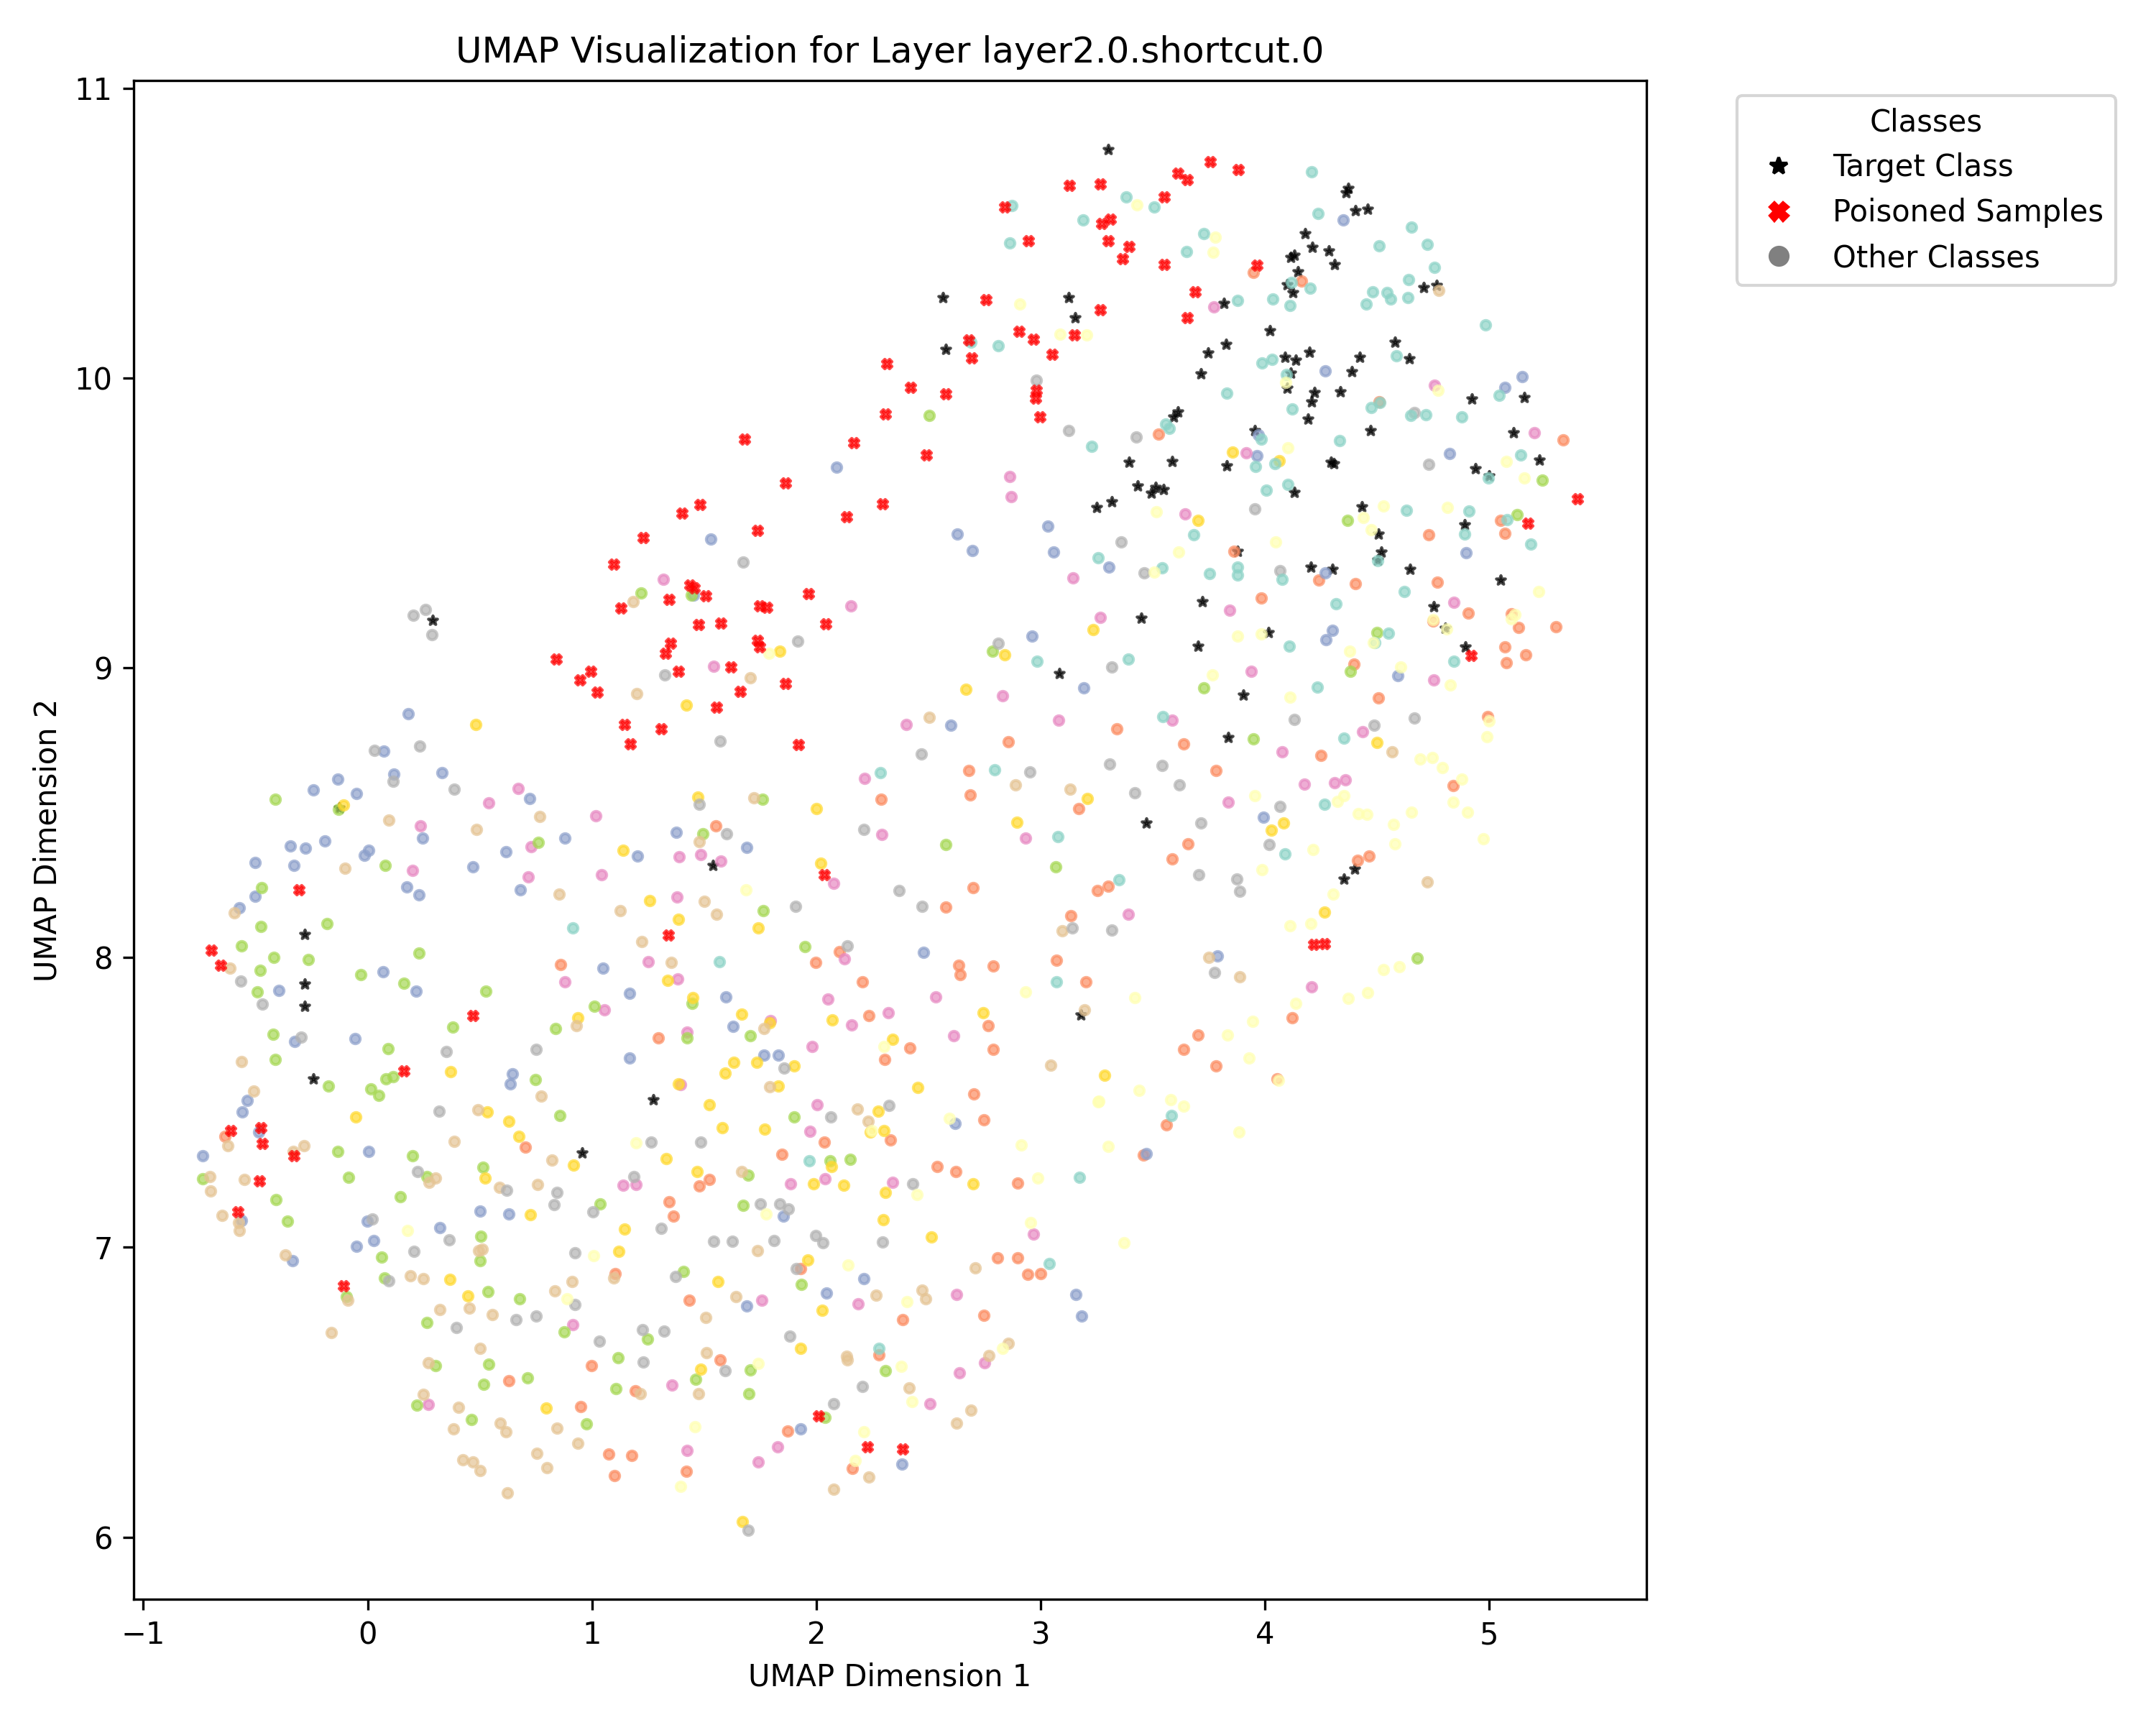 UMAP Visualization for Layer layer2.0.shortcut.0
Classes
Target Class
Poisoned Samples
Other Classes
UMAP Dimension 2
11
10
9
8
7
6
−1
0
1
2
3
4
5
UMAP Dimension 1